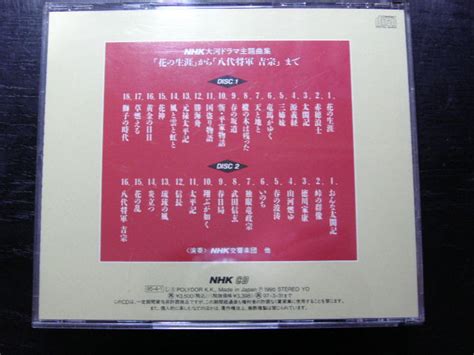 NHK大河ドラマ主題曲集
「花の生涯」から「八代将軍 吉宗」まで
DISC 1
1. 花の生涯
2. 赤穂浪士
3. 太閤記
4. 源義経
5. 三姉妹
6. 竜馬がゆく
7. 天と地と
8. 樅の木は残った
9. 春の坂道
10. 新・平家物語
11. 国盗り物語
12. 勝海舟
13. 元禄太平記
14. 風と雲と虹と
15. 花神
16. 黄金の日日
17. 草燃える
18. 獅子の時代
DISC 2
1. おんな太閤記
2. 峠の群像
3. 徳川家康
4. 山河燃ゆ
5. 春の波涛
6. いのち
7. 独眼竜政宗
8. 武田信玄
9. 春日局
10. 翔ぶが如く
11. 太平記
12. 信長
13. 琉球の風
14. 炎立つ
15. 花の乱
16. 八代将軍 吉宗
〈演奏〉NHK交響楽団 他
NHK CD
POLYDOR K.K., Made in Japan Ⓟ 1995 STEREO YO